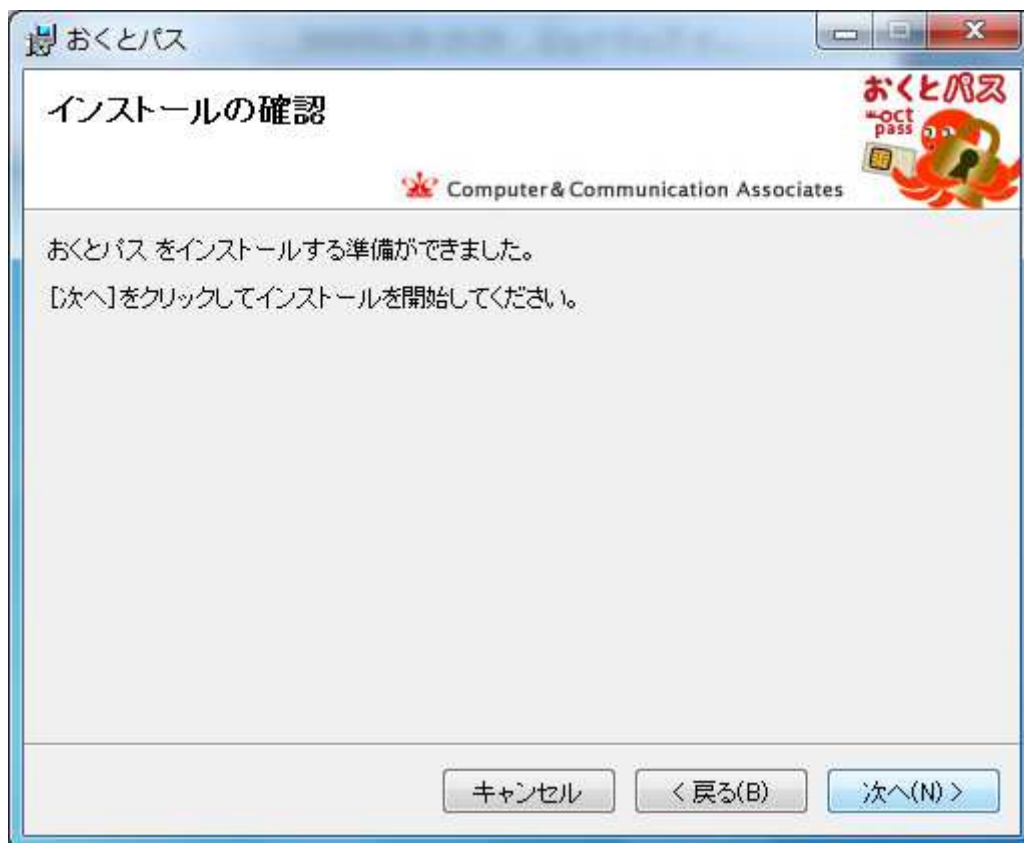 おくとパス
インストールの確認
おくとパス
oct
pass
Computer & Communication Associates
おくとパス をインストールする準備ができました。
[次へ]をクリックしてインストールを開始してください。
キャンセル
< 戻る(B)
次へ(N) >